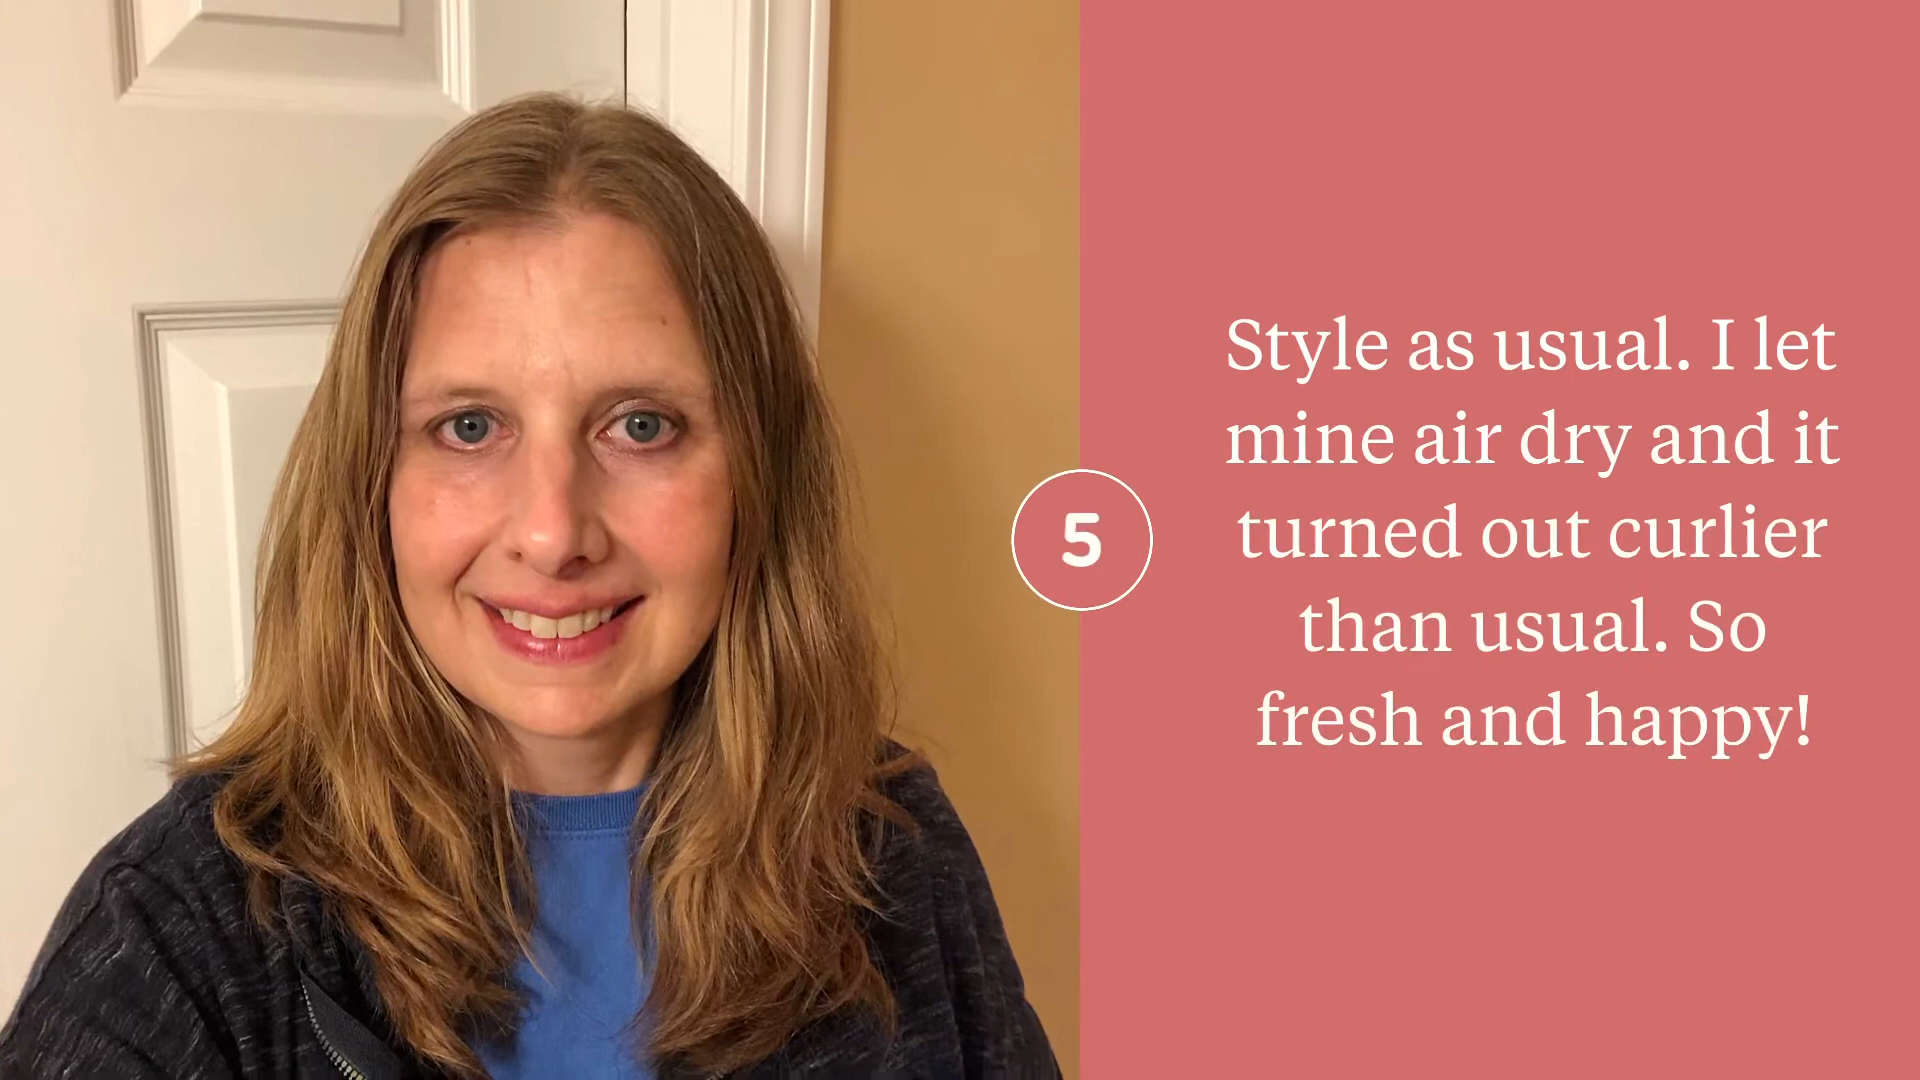 5
Style as usual. I let
mine air dry and it
turned out curlier
than usual. So
fresh and happy!